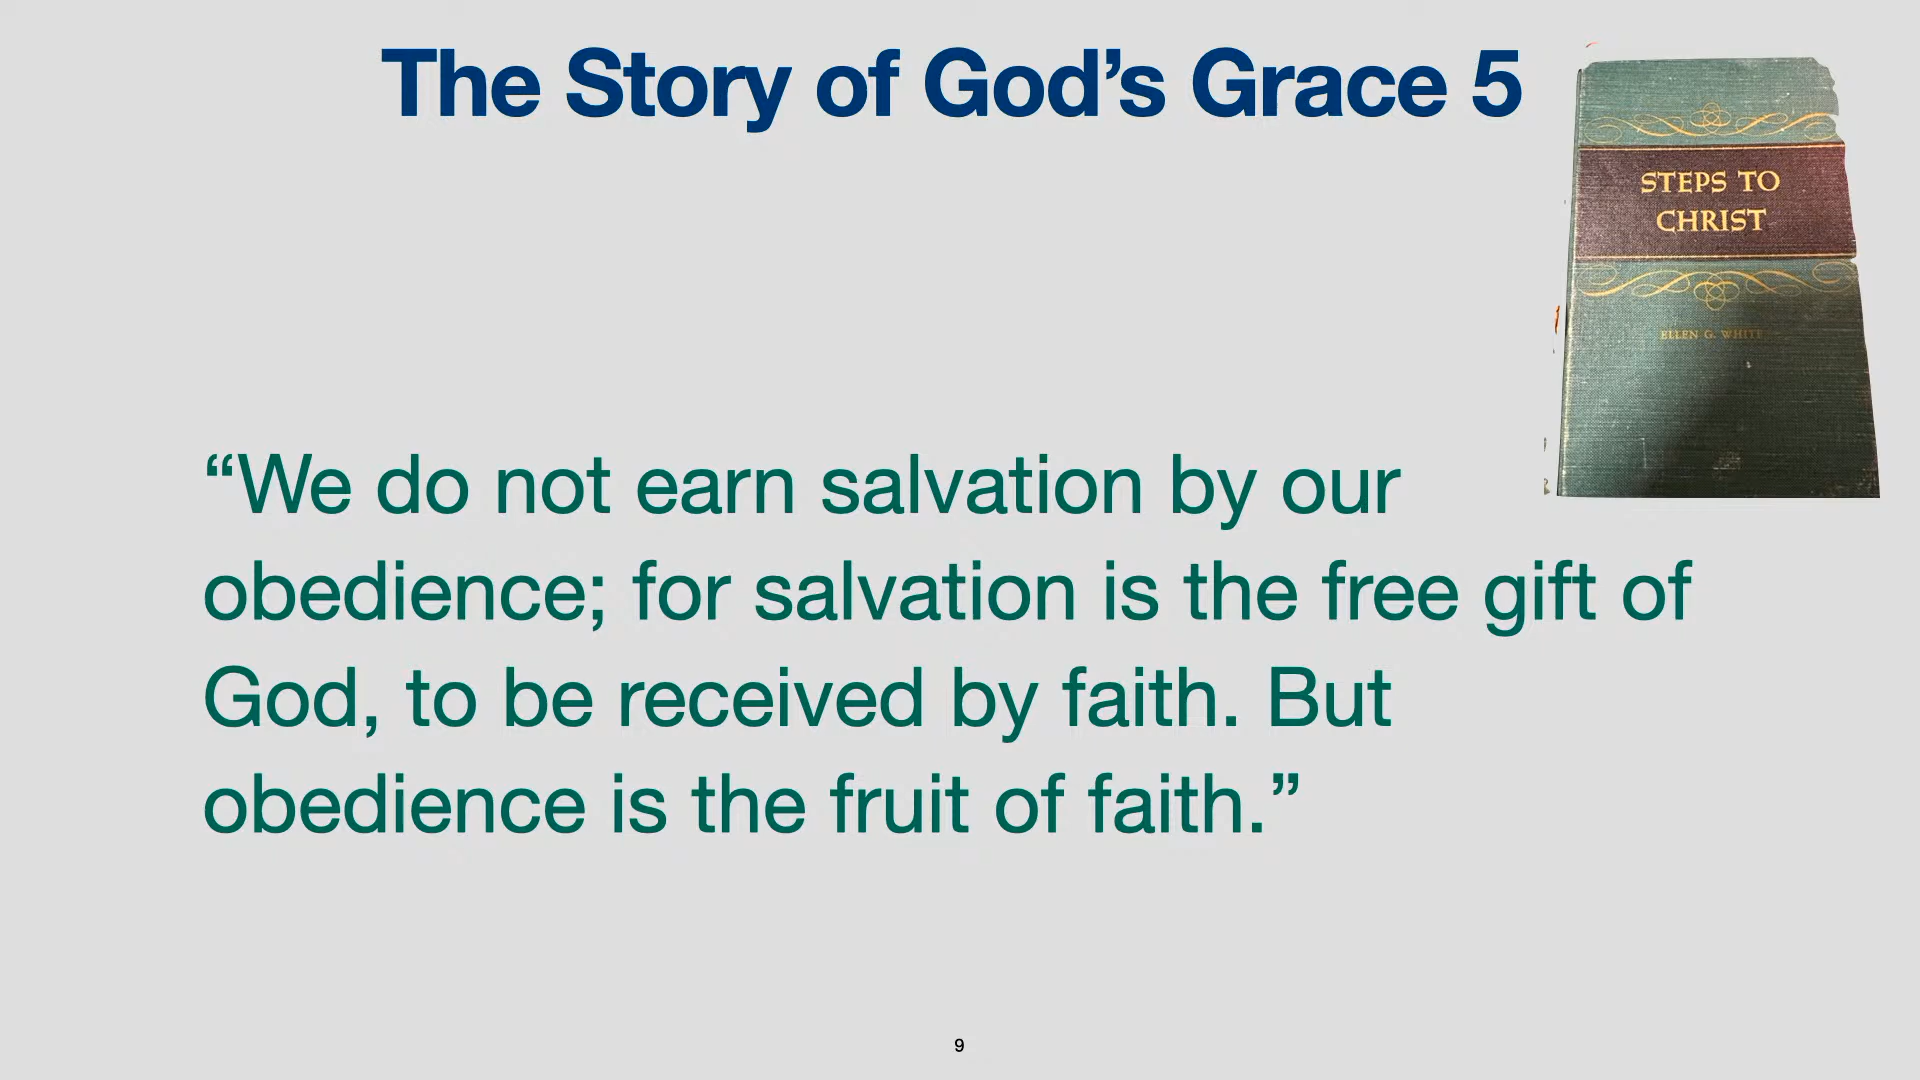 The Story of God’s Grace 5
STEPS TO
CHRIST
ELLEN G. WHITE
“We do not earn salvation by our
obedience; for salvation is the free gift of
God, to be received by faith. But
obedience is the fruit of faith.”
9